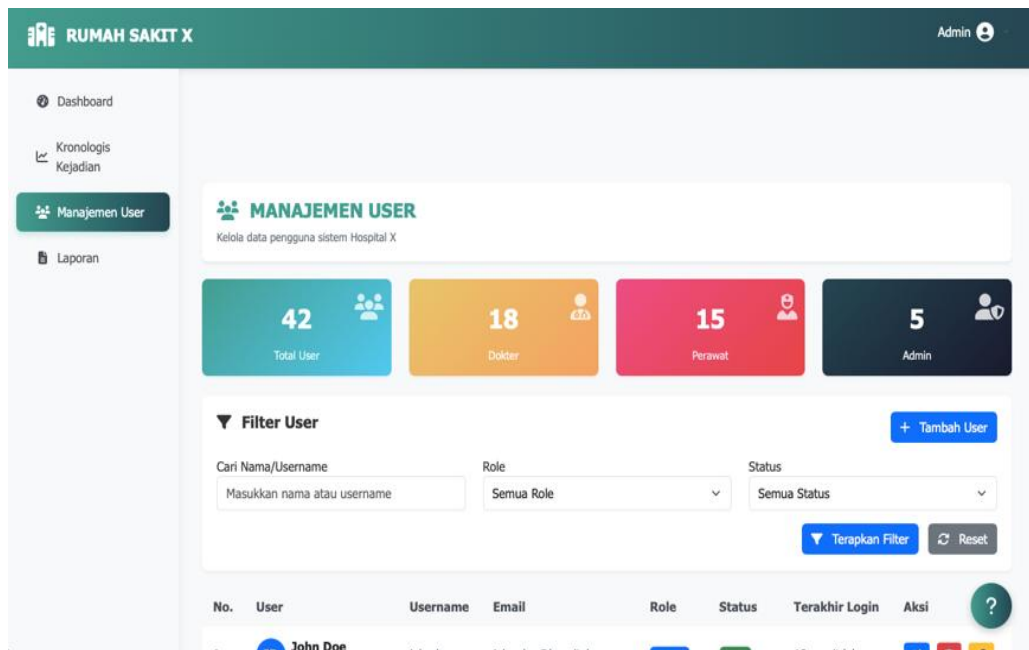 RUMAH SAKIT X
Admin
Dashboard
Kronologis
Kejadian
Manajemen User
Laporan
MANAJEMEN USER
Kelola data pengguna sistem Hospital X
42
Total User
18
Dokter
15
Perawat
5
Admin
Filter User
+ Tambah User
Cari Nama/Username
Masukkan nama atau username
Role
Semua Role
Status
Semua Status
Terapkan Filter
Reset
No. User Username Email Role Status Terakhir Login Aksi
?
John Doe